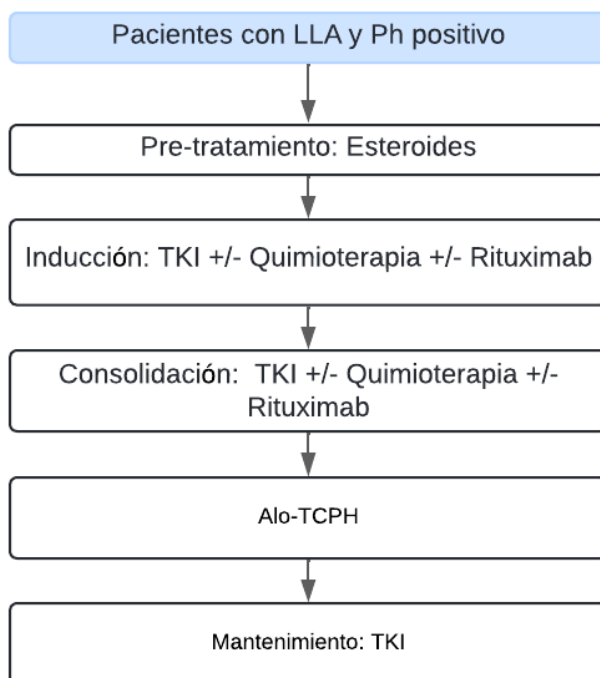 Pacientes con LLA y Ph positivo
Pre-tratamiento: Esteroides
Inducción: TKI +/- Quimioterapia +/- Rituximab
Consolidación: TKI +/- Quimioterapia +/-
Rituximab
Alo-TCPH
Mantenimiento: TKI